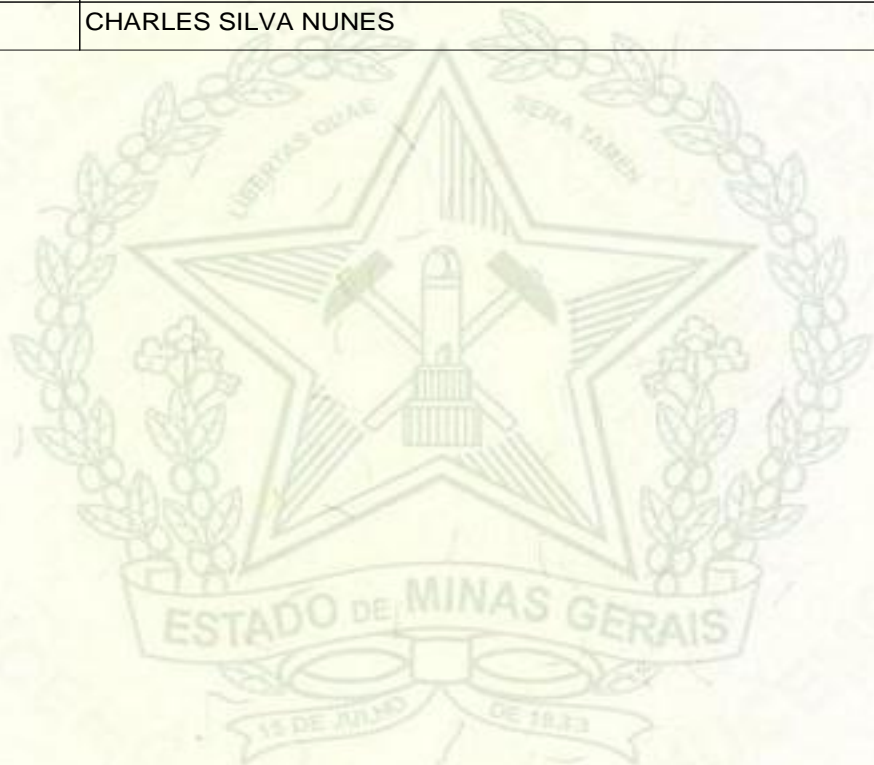 CHARLES SILVA NUNES
LIBERTAS QUAE SERA TAMEN
ESTADO DE MINAS GERAIS
15 DE JULHO DE 1833